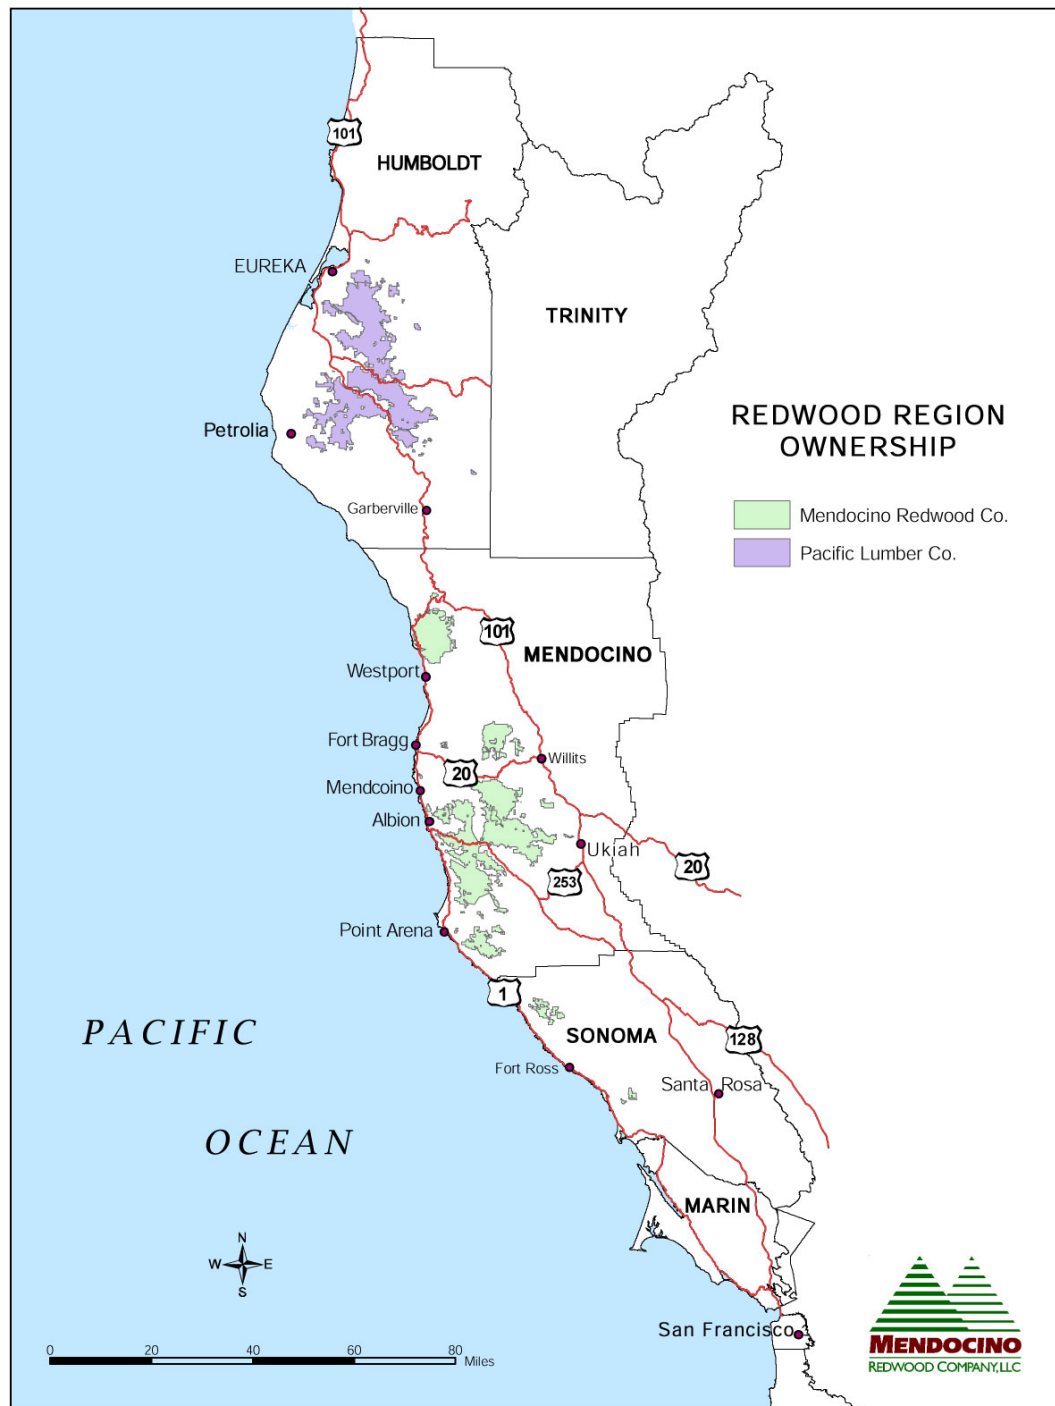 101
HUMBOLDT
EUREKA
TRINITY
REDWOOD REGION
OWNERSHIP
Petrolia
Mendocino Redwood Co.
Garberville
Pacific Lumber Co.
101
MENDOCINO
Westport
Fort Bragg
Willits
20
Mendcoino
Albion
Ukiah
20
253
Point Arena
1
PACIFIC
SONOMA
128
Fort Ross
Santa Rosa
OCEAN
MARIN
N
W E
S
San Francisco
MENDOCINO
REDWOOD COMPANY, LLC
0 20 40 60 80
Miles